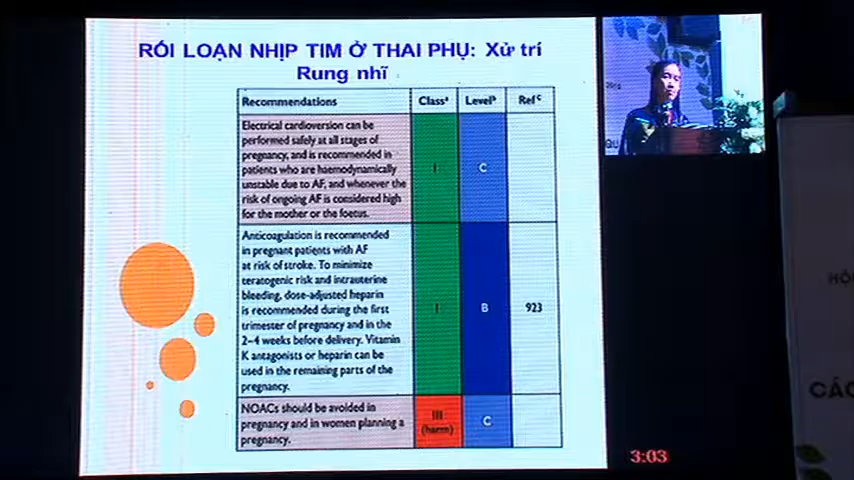 RỐI LOẠN NHỊP TIM Ở THAI PHỤ: Xử trí
Rung nhĩ
Recommendations Classᵃ Levelᵇ Refᶜ
Electrical cardioversion can be
performed safely at all stages of
pregnancy, and is recommended in
patients who are haemodynamically
unstable due to AF, and whenever the
risk of ongoing AF is considered high
for the mother or the foetus.
I
C
Anticoagulation is recommended
in pregnant patients with AF
at risk of stroke. To minimize
teratogenic risk and intrauterine
bleeding, dose-adjusted heparin
is recommended during the first
trimester of pregnancy and in the
2–4 weeks before delivery. Vitamin
K antagonists or heparin can be
used in the remaining parts of the
pregnancy.
I
B
923
NOACs should be avoided in
pregnancy and in women planning a
pregnancy.
III
(harm)
C
3:03
CÁC